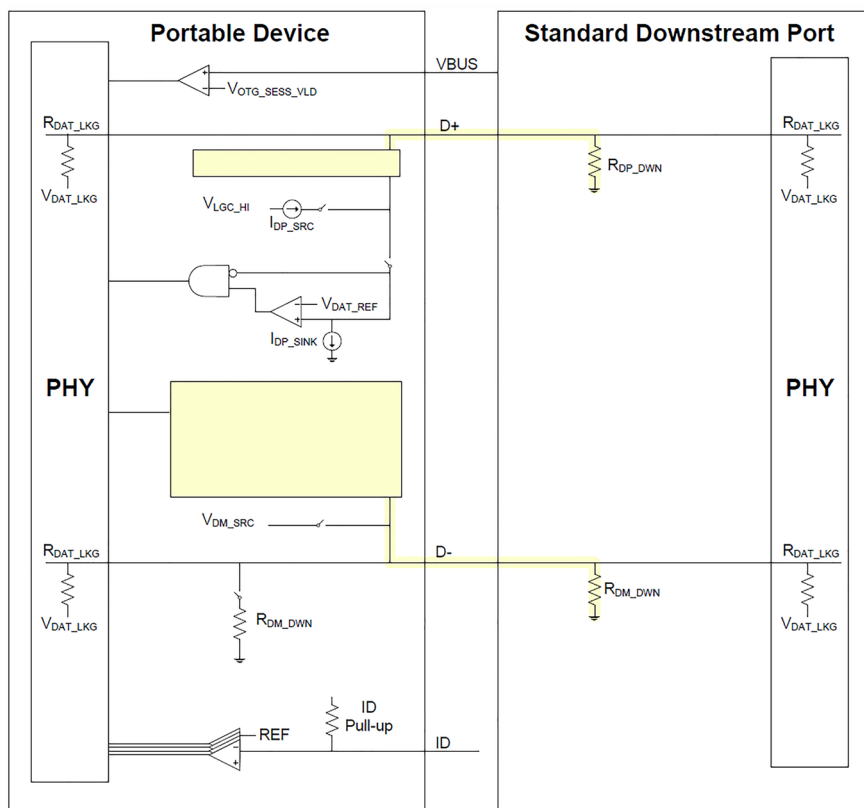 Portable Device
Standard Downstream Port
VBUS
VOTG_SESS_VLD
RDAT_LKG
D+
RDAT_LKG
RDP_DWN
VDAT_LKG
VDAT_LKG
VLGC_HI
IDP_SRC
VDAT_REF
IDP_SINK
PHY
PHY
VDM_SRC
RDAT_LKG
D-
RDAT_LKG
RDM_DWN
VDAT_LKG
RDM_DWN
VDAT_LKG
ID
Pull-up
REF
ID